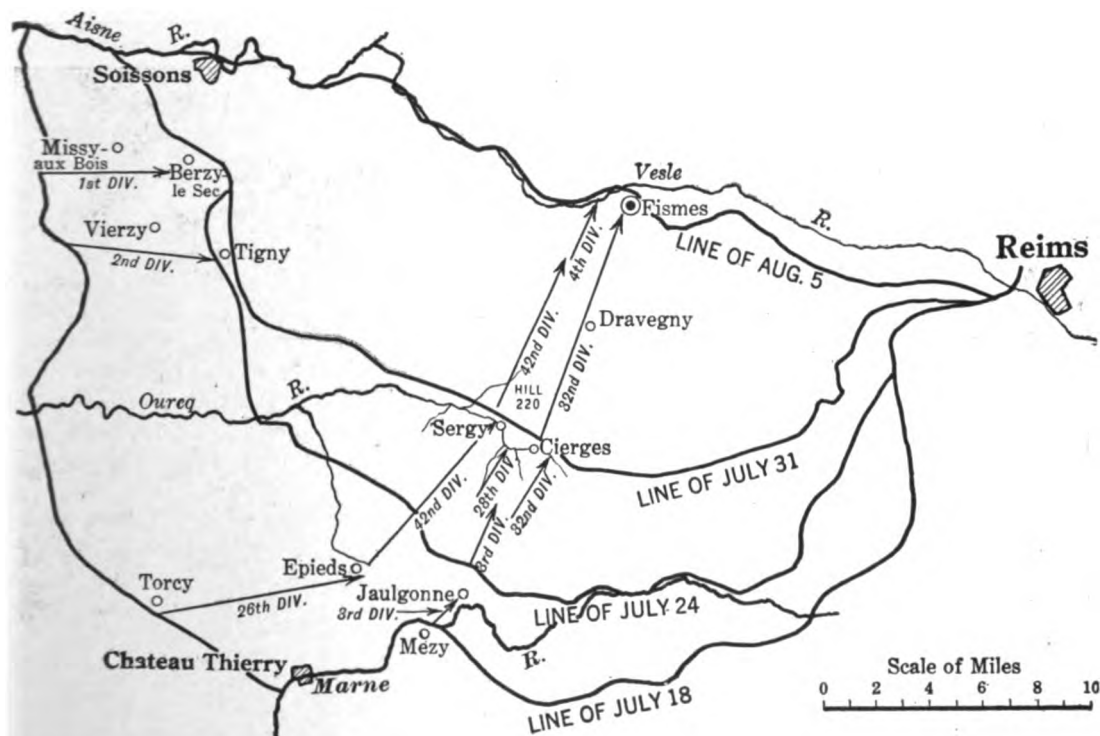 Aisne R.
Soissons
Missy-
aux Bois
1st DIV.
Berzy-
le Sec
Vierzy
2nd DIV.
Tigny
Vesle
R.
Fismes
LINE OF AUG. 5
Reims
4th DIV.
42nd DIV.
Dravegny
32nd DIV.
HILL
220
Ourcq
R.
Sergy
Cierges
LINE OF JULY 31
42nd DIV.
28th DIV.
3rd DIV.
32nd DIV.
Epieds
Torcy
26th DIV.
Jaulgonne
3rd DIV.
LINE OF JULY 24
Mézy
R.
Chateau Thierry
Marne
LINE OF JULY 18
Scale of Miles
0 2 4 6 8 10